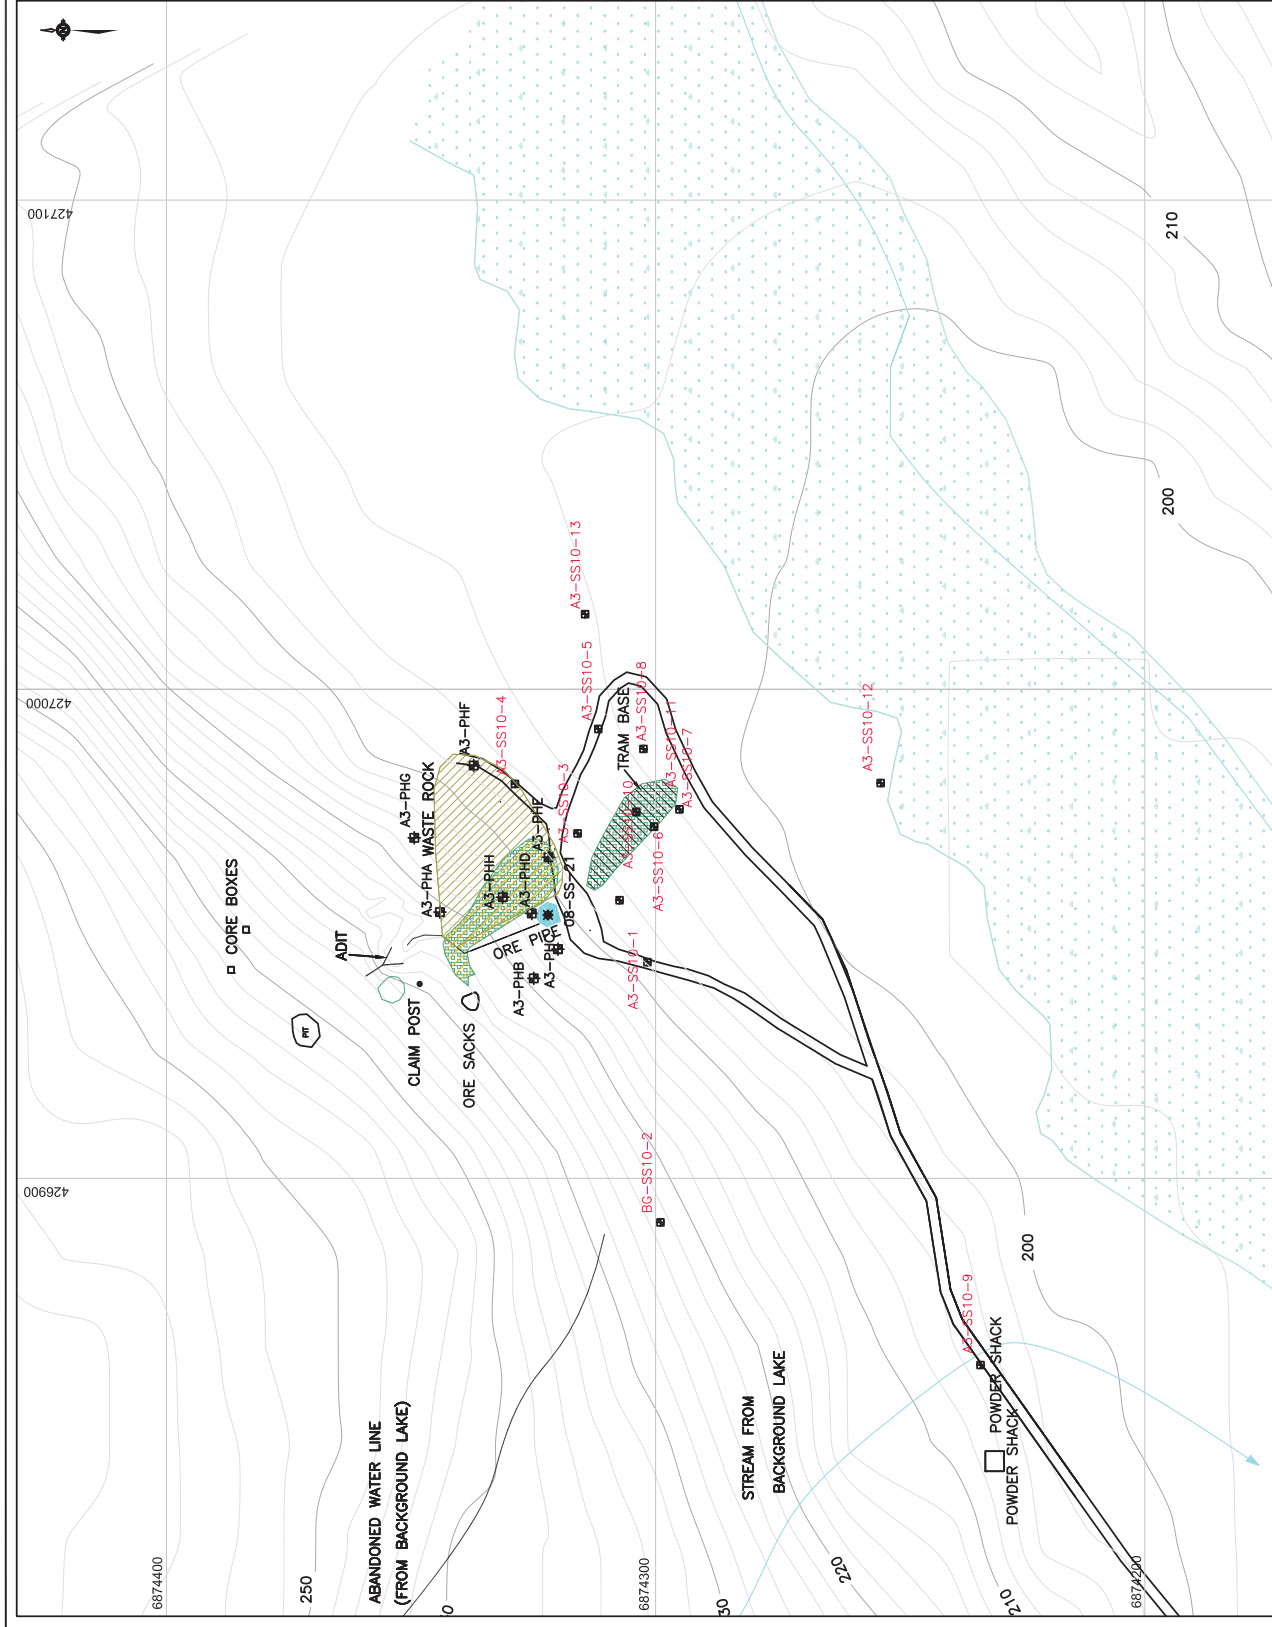 N
427100
427000
426900
6874400
6874300
6874200
210
200
A3-SS10-13
A3-SS10-5
A3-SS10-8
TRAM BASE
A3-SS10-11
A3-SS10-7
A3-SS10-12
A3-PHF
A3-SS10-4
A3-PHG
WASTE ROCK
A3-PHA
A3-PHE
A3-SS10-3
A3-PHH
A3-PHD
08-SS-21
A3-SS10-6
CORE BOXES
ADIT
ORE PIPE
A3-PHC
A3-PHB
A3-SS10-1
PIT
CLAIM POST
ORE SACKS
BG-SS10-2
200
A3-SS10-9
POWDER SHACK
POWDER SHACK
STREAM FROM
BACKGROUND LAKE
ABANDONED WATER LINE
(FROM BACKGROUND LAKE)
250
220
210